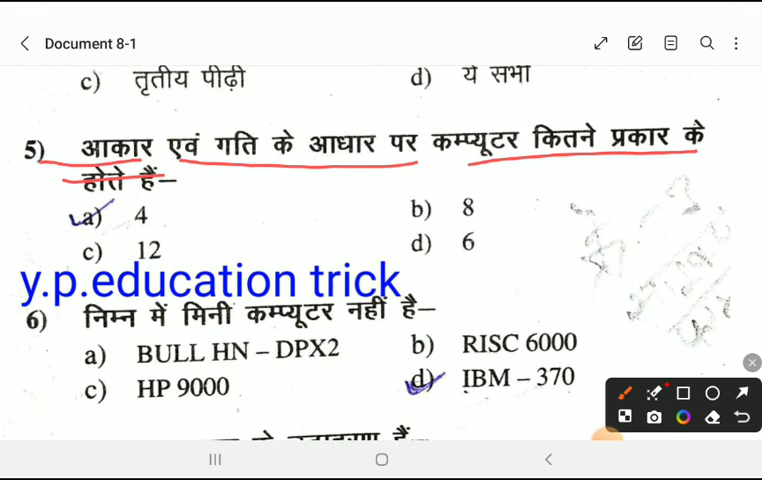 Document 8-1
c) तृतीय पीढ़ी d) ये सभी
5) आकार एवं गति के आधार पर कम्प्यूटर कितने प्रकार के
होते हैं–
a) 4 b) 8
c) 12 d) 6
y.p.education trick
6) निम्न में मिनी कम्प्यूटर नहीं है–
a) BULL HN – DPX2 b) RISC 6000
c) HP 9000 d) IBM – 370
हैं